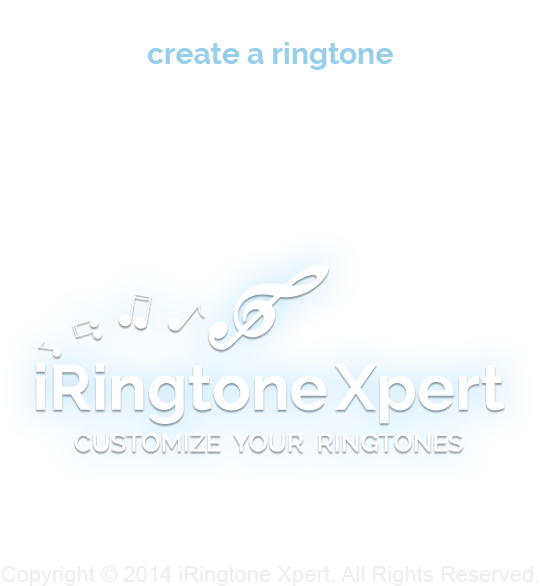 create a ringtone
iRingtone Xpert
CUSTOMIZE YOUR RINGTONES
Copyright © 2014 iRingtone Xpert. All Rights Reserved